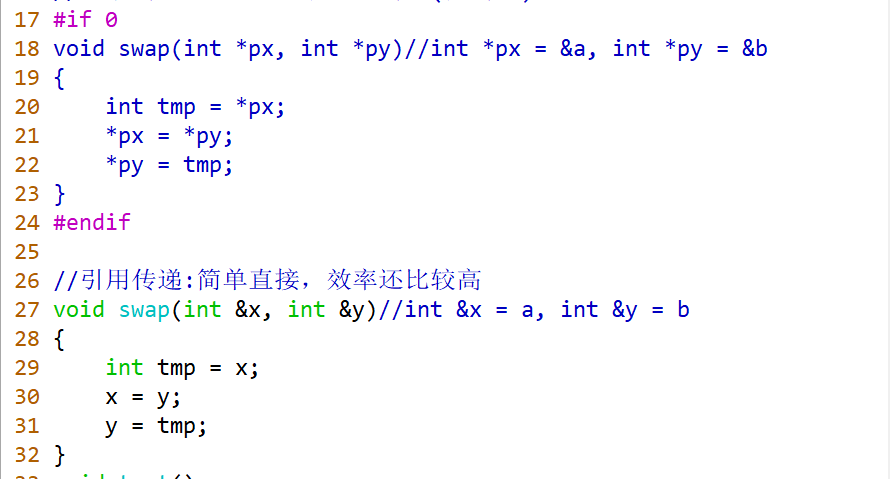 17 #if 0
18 void swap(int *px, int *py)//int *px = &a, int *py = &b
19 {
20     int tmp = *px;
21     *px = *py;
22     *py = tmp;
23 }
24 #endif
25
26 //引用传递:简单直接，效率还比较高
27 void swap(int &x, int &y)//int &x = a, int &y = b
28 {
29     int tmp = x;
30     x = y;
31     y = tmp;
32 }